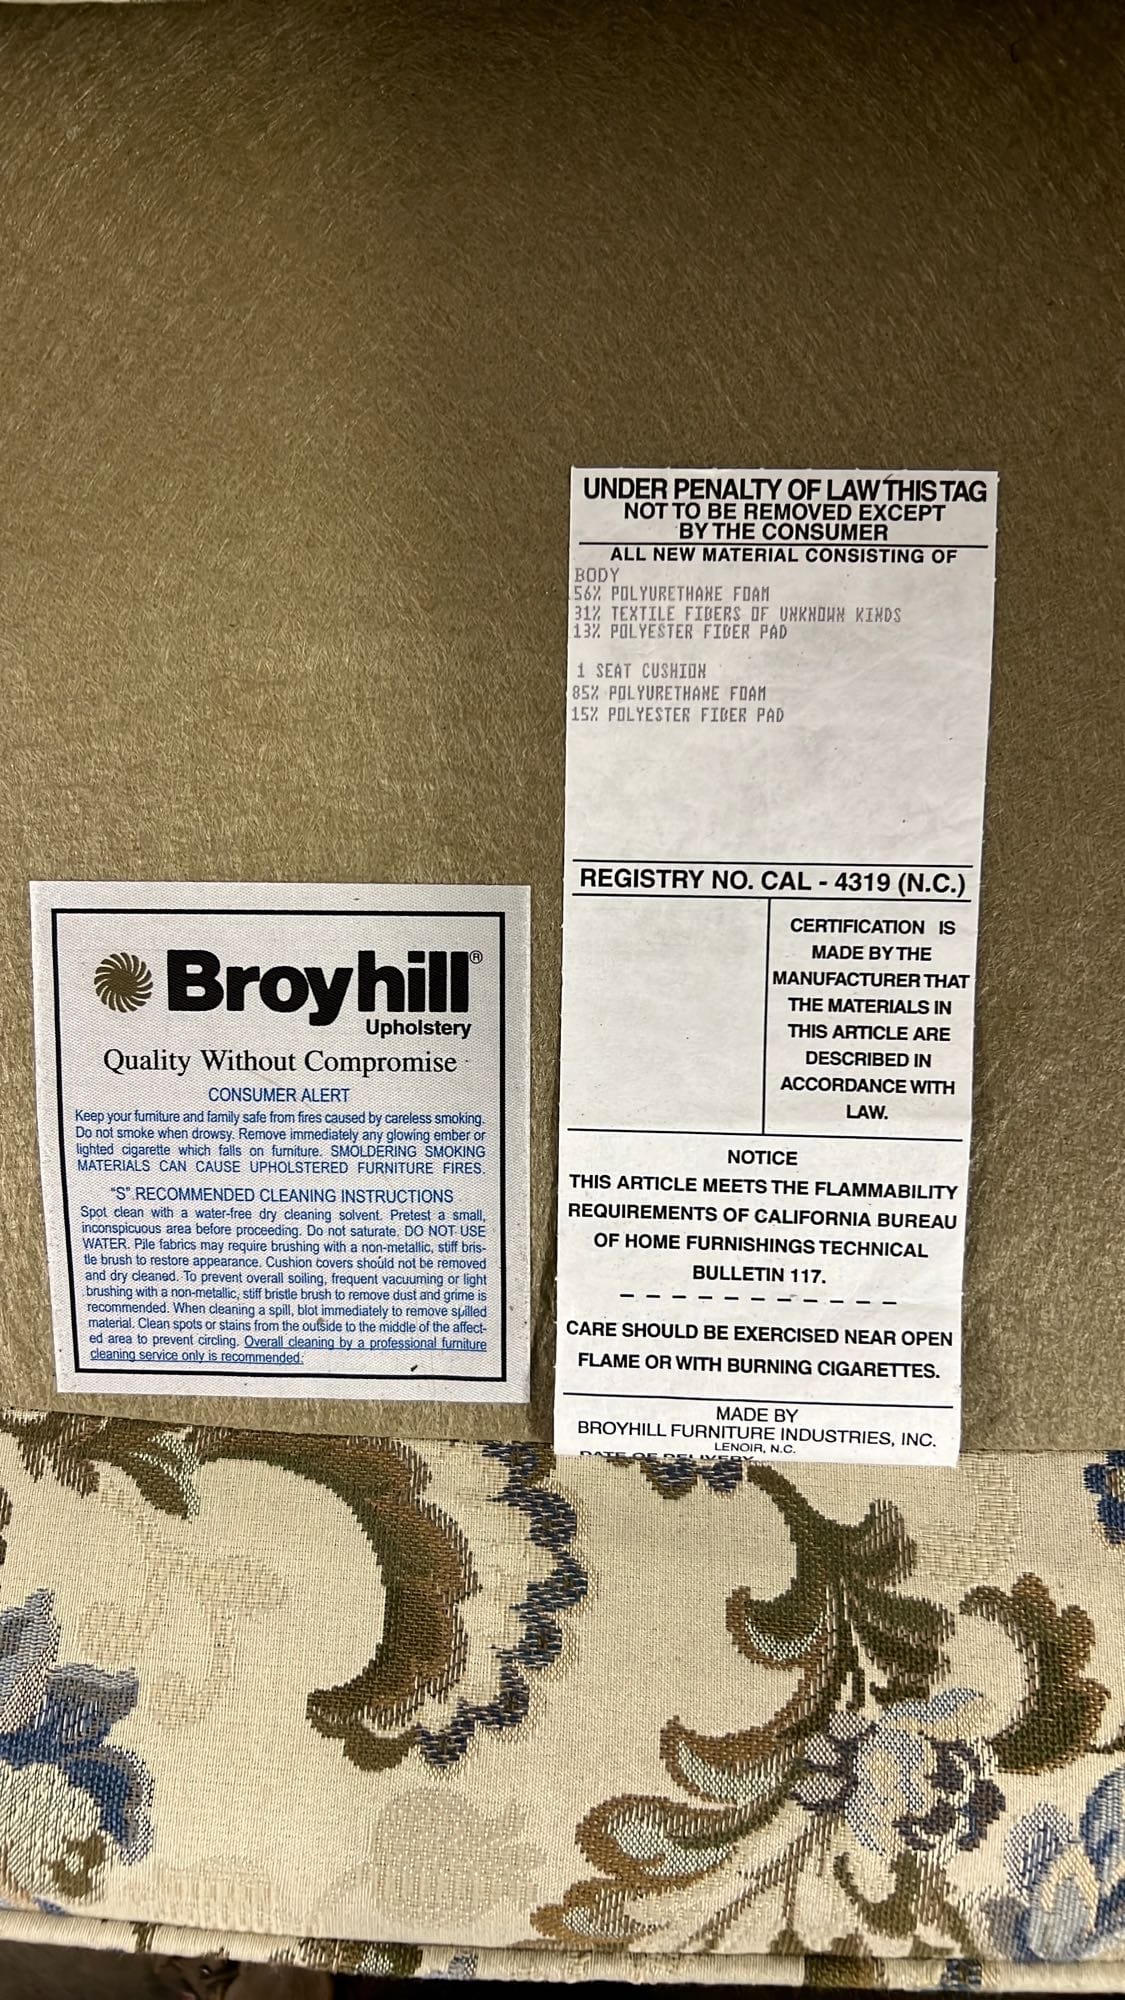 UNDER PENALTY OF LAW THIS TAG
NOT TO BE REMOVED EXCEPT
BY THE CONSUMER
ALL NEW MATERIAL CONSISTING OF
BODY
56% POLYURETHANE FOAM
31% TEXTILE FIBERS OF UNKNOWN KINDS
13% POLYESTER FIBER PAD
1 SEAT CUSHION
85% POLYURETHANE FOAM
15% POLYESTER FIBER PAD
REGISTRY NO. CAL - 4319 (N.C.)
CERTIFICATION IS
MADE BY THE
MANUFACTURER THAT
THE MATERIALS IN
THIS ARTICLE ARE
DESCRIBED IN
ACCORDANCE WITH
LAW.
NOTICE
THIS ARTICLE MEETS THE FLAMMABILITY
REQUIREMENTS OF CALIFORNIA BUREAU
OF HOME FURNISHINGS TECHNICAL
BULLETIN 117.
CARE SHOULD BE EXERCISED NEAR OPEN
FLAME OR WITH BURNING CIGARETTES.
MADE BY
BROYHILL FURNITURE INDUSTRIES, INC.
LENOIR, N.C.
DATE OF DELIVERY
Broyhill®
Upholstery
Quality Without Compromise
CONSUMER ALERT
Keep your furniture and family safe from fires caused by careless smoking.
Do not smoke when drowsy. Remove immediately any glowing ember or
lighted cigarette which falls on furniture. SMOLDERING SMOKING
MATERIALS CAN CAUSE UPHOLSTERED FURNITURE FIRES.
"S" RECOMMENDED CLEANING INSTRUCTIONS
Spot clean with a water-free dry cleaning solvent. Pretest a small,
inconspicuous area before proceeding. Do not saturate. DO NOT USE
WATER. Pile fabrics may require brushing with a non-metallic, stiff bris-
tle brush to restore appearance. Cushion covers should not be removed
and dry cleaned. To prevent overall soiling, frequent vacuuming or light
brushing with a non-metallic, stiff bristle brush to remove dust and grime is
recommended. When cleaning a spill, blot immediately to remove spilled
material. Clean spots or stains from the outside to the middle of the affect-
ed area to prevent circling. Overall cleaning by a professional furniture
cleaning service only is recommended.